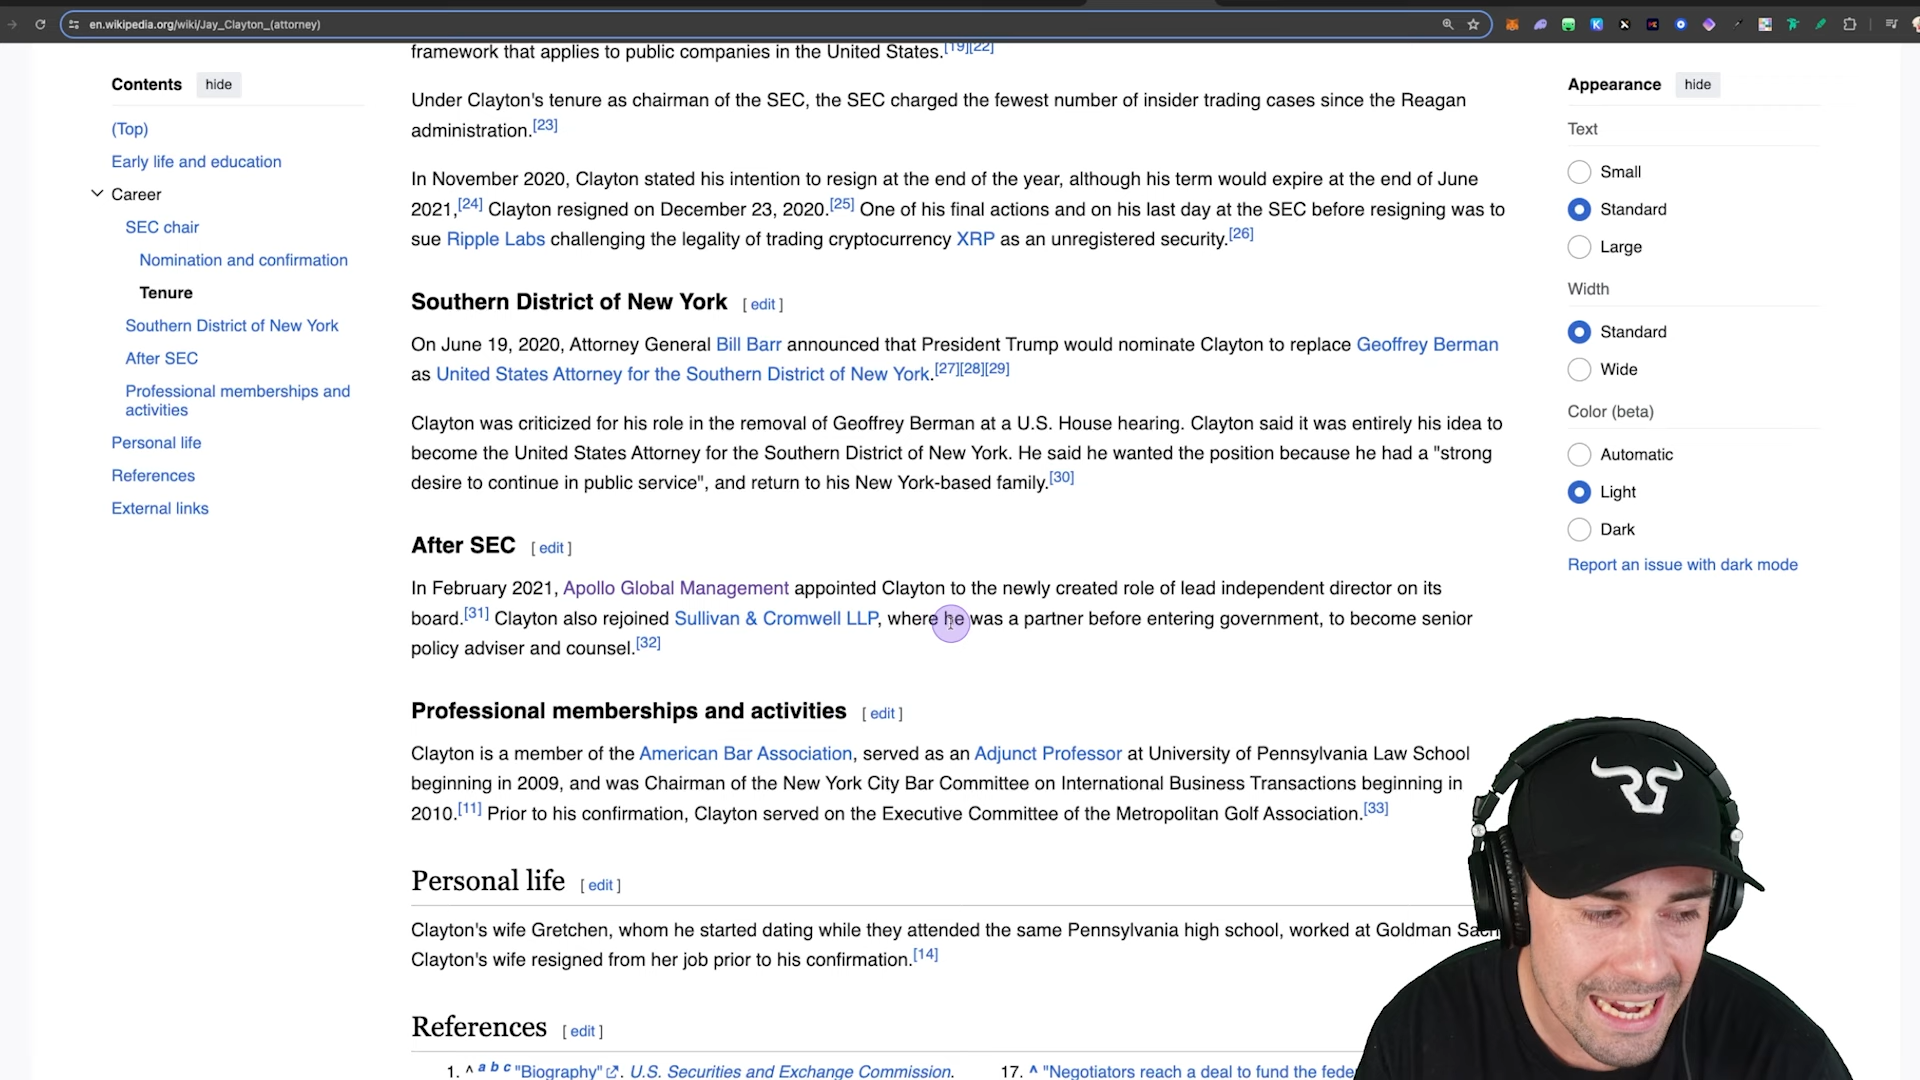 en.wikipedia.org/wiki/Jay_Clayton_(attorney)
Contents hide
(Top)
Early life and education
Career
SEC chair
Nomination and confirmation
Tenure
Southern District of New York
After SEC
Professional memberships and
activities
Personal life
References
External links
framework that applies to public companies in the United States.[19][22]
Under Clayton's tenure as chairman of the SEC, the SEC charged the fewest number of insider trading cases since the Reagan
administration.[23]
In November 2020, Clayton stated his intention to resign at the end of the year, although his term would expire at the end of June
2021,[24] Clayton resigned on December 23, 2020.[25] One of his final actions and on his last day at the SEC before resigning was to
sue Ripple Labs challenging the legality of trading cryptocurrency XRP as an unregistered security.[26]
Southern District of New York [ edit ]
On June 19, 2020, Attorney General Bill Barr announced that President Trump would nominate Clayton to replace Geoffrey Berman
as United States Attorney for the Southern District of New York.[27][28][29]
Clayton was criticized for his role in the removal of Geoffrey Berman at a U.S. House hearing. Clayton said it was entirely his idea to
become the United States Attorney for the Southern District of New York. He said he wanted the position because he had a "strong
desire to continue in public service", and return to his New York-based family.[30]
After SEC [ edit ]
In February 2021, Apollo Global Management appointed Clayton to the newly created role of lead independent director on its
board.[31] Clayton also rejoined Sullivan & Cromwell LLP, where he was a partner before entering government, to become senior
policy adviser and counsel.[32]
Professional memberships and activities [ edit ]
Clayton is a member of the American Bar Association, served as an Adjunct Professor at University of Pennsylvania Law School
beginning in 2009, and was Chairman of the New York City Bar Committee on International Business Transactions beginning in
2010.[11] Prior to his confirmation, Clayton served on the Executive Committee of the Metropolitan Golf Association.[33]
Personal life [ edit ]
Clayton's wife Gretchen, whom he started dating while they attended the same Pennsylvania high school, worked at Goldman Sach
Clayton's wife resigned from her job prior to his confirmation.[14]
References [ edit ]
1. ^ a b c "Biography". U.S. Securities and Exchange Commission.
17. ^ "Negotiators reach a deal to fund the fede
Appearance hide
Text
Small
Standard
Large
Width
Standard
Wide
Color (beta)
Automatic
Light
Dark
Report an issue with dark mode